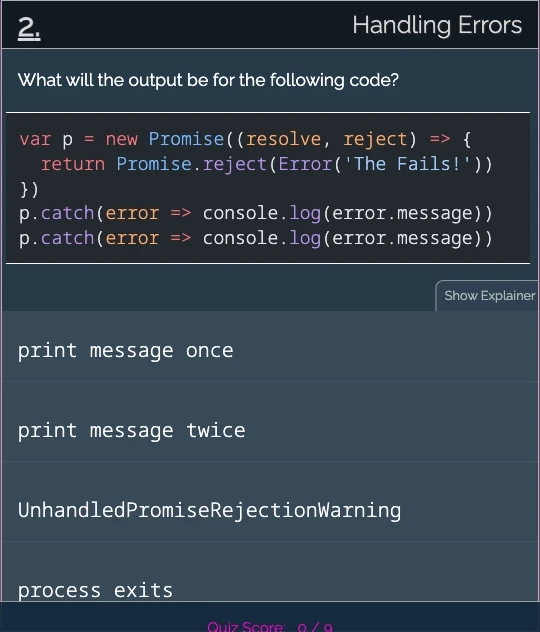 2.
Handling Errors
What will the output be for the following code?
var p = new Promise((resolve, reject) => {
  return Promise.reject(Error('The Fails!'))
})
p.catch(error => console.log(error.message))
p.catch(error => console.log(error.message))
Show Explainer
print message once
print message twice
UnhandledPromiseRejectionWarning
process exits
Quiz Score: 0 / 9